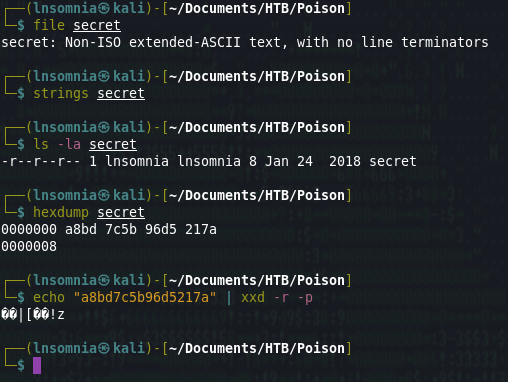 ┌──(lnsomnia㉿kali)-[~/Documents/HTB/Poison]
└─$ file secret
secret: Non-ISO extended-ASCII text, with no line terminators
┌──(lnsomnia㉿kali)-[~/Documents/HTB/Poison]
└─$ strings secret
┌──(lnsomnia㉿kali)-[~/Documents/HTB/Poison]
└─$ ls -la secret
-r--r--r-- 1 lnsomnia lnsomnia 8 Jan 24  2018 secret
┌──(lnsomnia㉿kali)-[~/Documents/HTB/Poison]
└─$ hexdump secret
0000000 a8bd 7c5b 96d5 217a
0000008
┌──(lnsomnia㉿kali)-[~/Documents/HTB/Poison]
└─$ echo "a8bd7c5b96d5217a" | xxd -r -p
��|[��!z
┌──(lnsomnia㉿kali)-[~/Documents/HTB/Poison]
└─$